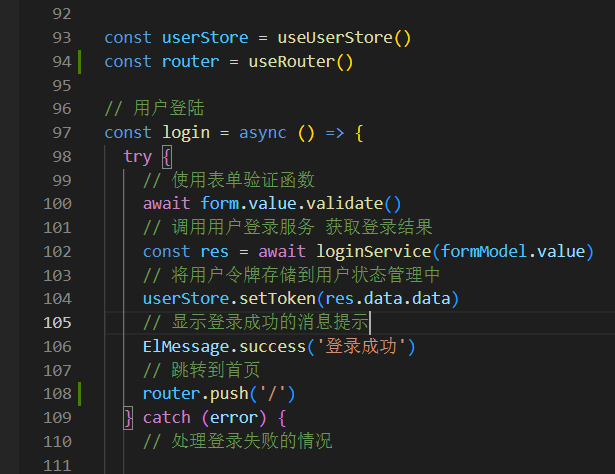 92
93 const userStore = useUserStore()
94 const router = useRouter()
95
96 // 用户登陆
97 const login = async () => {
98 try {
99 // 使用表单验证函数
100 await form.value.validate()
101 // 调用用户登录服务 获取登录结果
102 const res = await loginService(formModel.value)
103 // 将用户令牌存储到用户状态管理中
104 userStore.setToken(res.data.data)
105 // 显示登录成功的消息提示
106 ElMessage.success('登录成功')
107 // 跳转到首页
108 router.push('/')
109 } catch (error) {
110 // 处理登录失败的情况
111